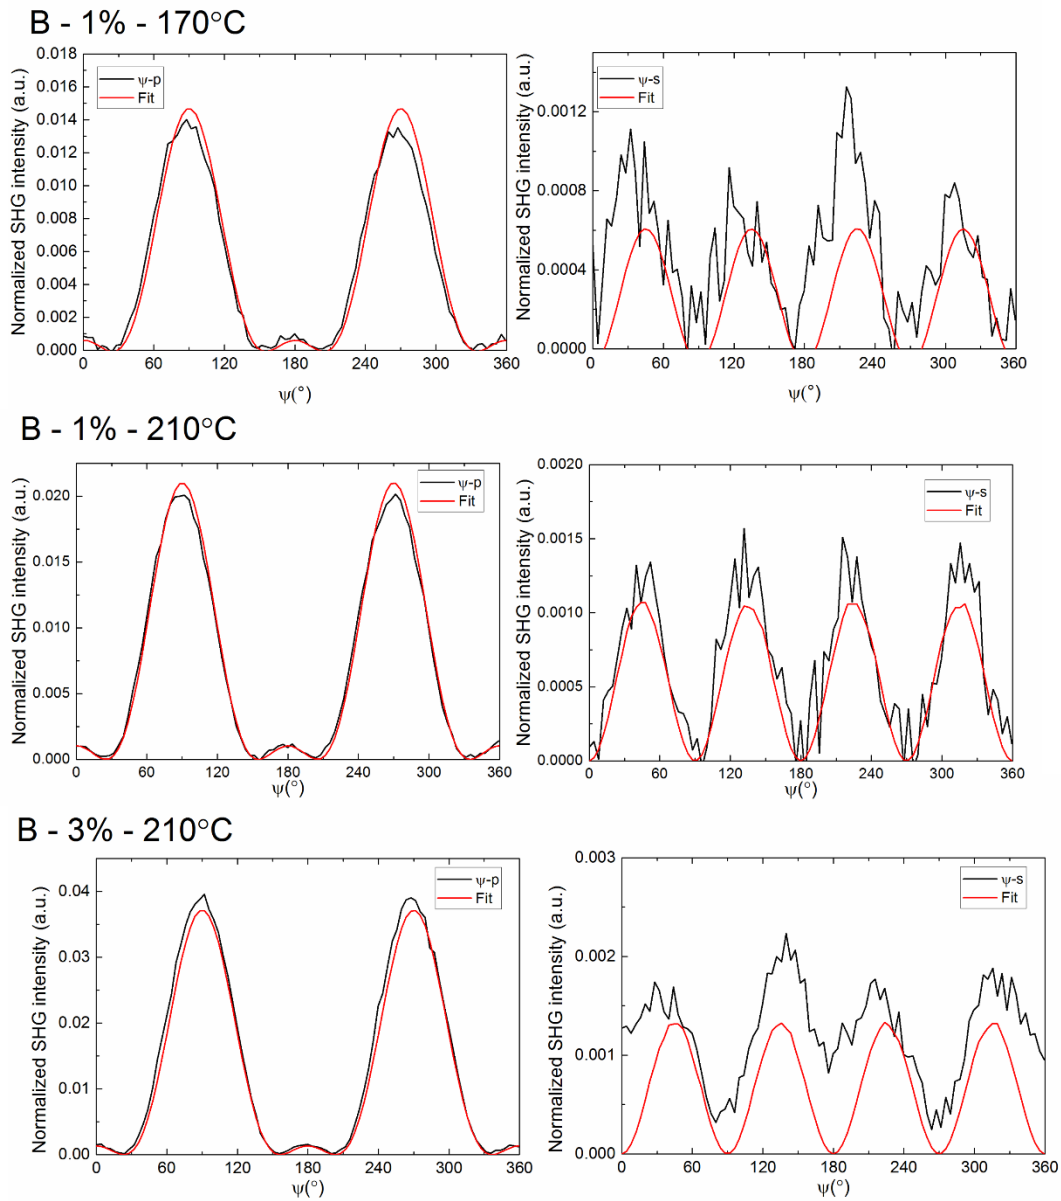 B - 1% - 170°C
0.018
0.016
0.014
0.012
0.010
0.008
0.006
0.004
0.002
0.000
Normalized SHG intensity (a.u.)
ψ-p
Fit
0 60 120 180 240 300 360
ψ(°)
0.0012
0.0008
0.0004
0.0000
Normalized SHG intensity (a.u.)
ψ-s
Fit
0 60 120 180 240 300 360
ψ(°)
B - 1% - 210°C
0.020
0.015
0.010
0.005
0.000
Normalized SHG intensity (a.u.)
ψ-p
Fit
0 60 120 180 240 300 360
ψ(°)
0.0020
0.0015
0.0010
0.0005
0.0000
Normalized SHG intensity (a.u.)
ψ-s
Fit
0 60 120 180 240 300 360
ψ(°)
B - 3% - 210°C
0.04
0.03
0.02
0.01
0.00
Normalized SHG intensity (a.u.)
ψ-p
Fit
0 60 120 180 240 300 360
ψ(°)
0.003
0.002
0.001
0.000
Normalized SHG intensity (a.u.)
ψ-s
Fit
0 60 120 180 240 300 360
ψ(°)